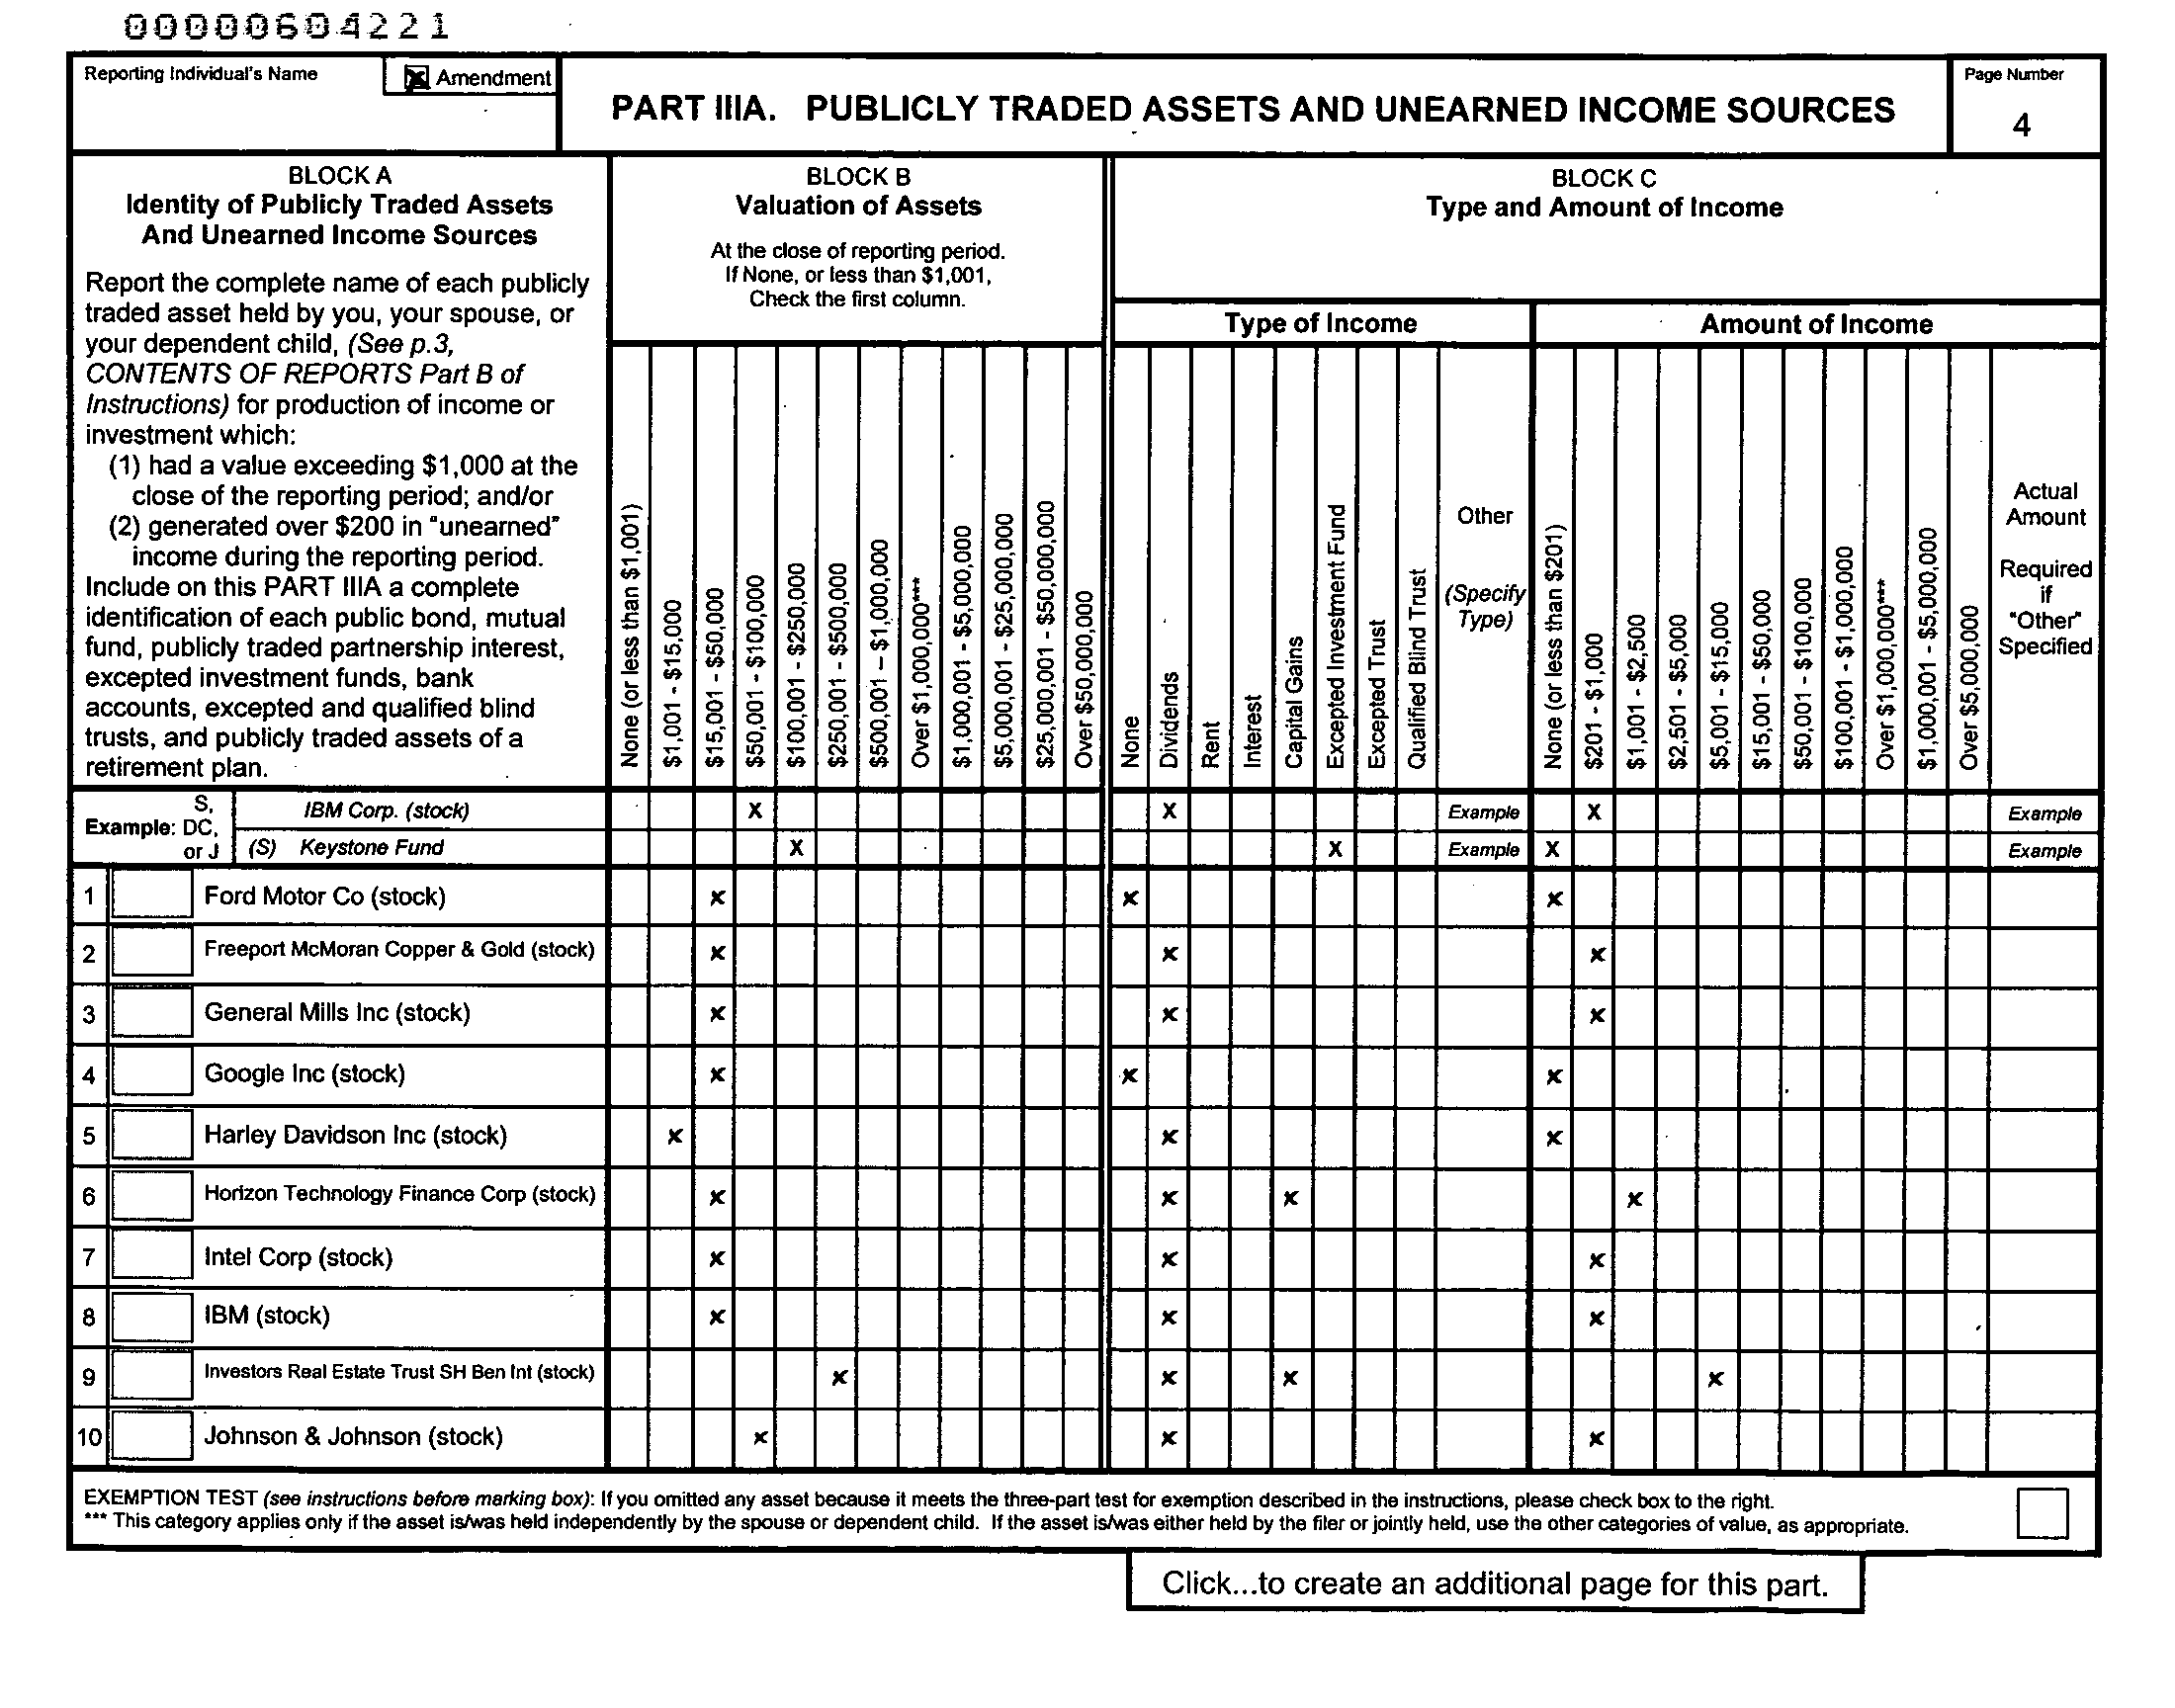 00000604221
Reporting Individual's Name
Amendment
PART IIIA. PUBLICLY TRADED ASSETS AND UNEARNED INCOME SOURCES
Page Number
4
BLOCK A
Identity of Publicly Traded Assets
And Unearned Income Sources
Report the complete name of each publicly
traded asset held by you, your spouse, or
your dependent child, (See p.3,
CONTENTS OF REPORTS Part B of
Instructions) for production of income or
investment which:
(1) had a value exceeding $1,000 at the
close of the reporting period; and/or
(2) generated over $200 in "unearned"
income during the reporting period.
Include on this PART IIIA a complete
identification of each public bond, mutual
fund, publicly traded partnership interest,
excepted investment funds, bank
accounts, excepted and qualified blind
trusts, and publicly traded assets of a
retirement plan.
BLOCK B
Valuation of Assets
At the close of reporting period.
If None, or less than $1,001,
Check the first column.
None (or less than $1,001)
$1,001 - $15,000
$15,001 - $50,000
$50,001 - $100,000
$100,001 - $250,000
$250,001 - $500,000
$500,001 – $1,000,000
Over $1,000,000***
$1,000,001 - $5,000,000
$5,000,001 - $25,000,000
$25,000,001 - $50,000,000
Over $50,000,000
BLOCK C
Type and Amount of Income
Type of Income
None
Dividends
Rent
Interest
Capital Gains
Excepted Investment Fund
Excepted Trust
Qualified Blind Trust
Other
(Specify
Type)
Amount of Income
None (or less than $201)
$201 - $1,000
$1,001 - $2,500
$2,501 - $5,000
$5,001 - $15,000
$15,001 - $50,000
$50,001 - $100,000
$100,001 - $1,000,000
Over $1,000,000***
$1,000,001 - $5,000,000
Over $5,000,000
Actual
Amount
Required
if
"Other"
Specified
Example:
S,
DC,
or J
IBM Corp. (stock) X X Example X Example
(S) Keystone Fund X X Example X Example
1 Ford Motor Co (stock) x x x
2 Freeport McMoran Copper & Gold (stock) x x x
3 General Mills Inc (stock) x x x
4 Google Inc (stock) x x x
5 Harley Davidson Inc (stock) x x x
6 Horizon Technology Finance Corp (stock) x x x x
7 Intel Corp (stock) x x x
8 IBM (stock) x x x
9 Investors Real Estate Trust SH Ben Int (stock) x x x x
10 Johnson & Johnson (stock) x x x
EXEMPTION TEST (see instructions before marking box): If you omitted any asset because it meets the three-part test for exemption described in the instructions, please check box to the right.
*** This category applies only if the asset is/was held independently by the spouse or dependent child. If the asset is/was either held by the filer or jointly held, use the other categories of value, as appropriate.
Click...to create an additional page for this part.